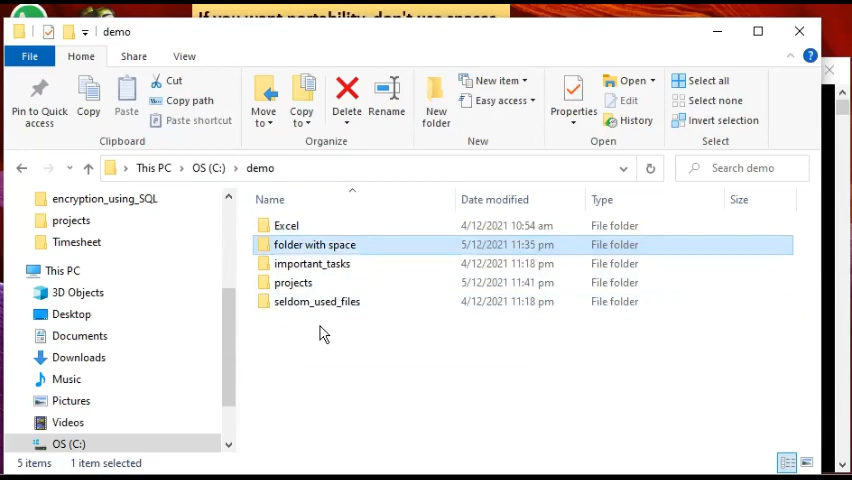 If you want portability, don't use spaces
demo
File Home Share View
Pin to Quick access
Copy
Paste
Cut
Copy path
Paste shortcut
Clipboard
Move to
Copy to
Delete
Rename
Organize
New folder
New item
Easy access
New
Properties
Open
Edit
History
Open
Select all
Select none
Invert selection
Select
This PC OS (C:) demo
Search demo
encryption_using_SQL
projects
Timesheet
This PC
3D Objects
Desktop
Documents
Downloads
Music
Pictures
Videos
OS (C:)
Name Date modified Type Size
Excel 4/12/2021 10:54 am File folder
folder with space 5/12/2021 11:35 pm File folder
important_tasks 4/12/2021 11:18 pm File folder
projects 5/12/2021 11:41 pm File folder
seldom_used_files 4/12/2021 11:18 pm File folder
5 items 1 item selected